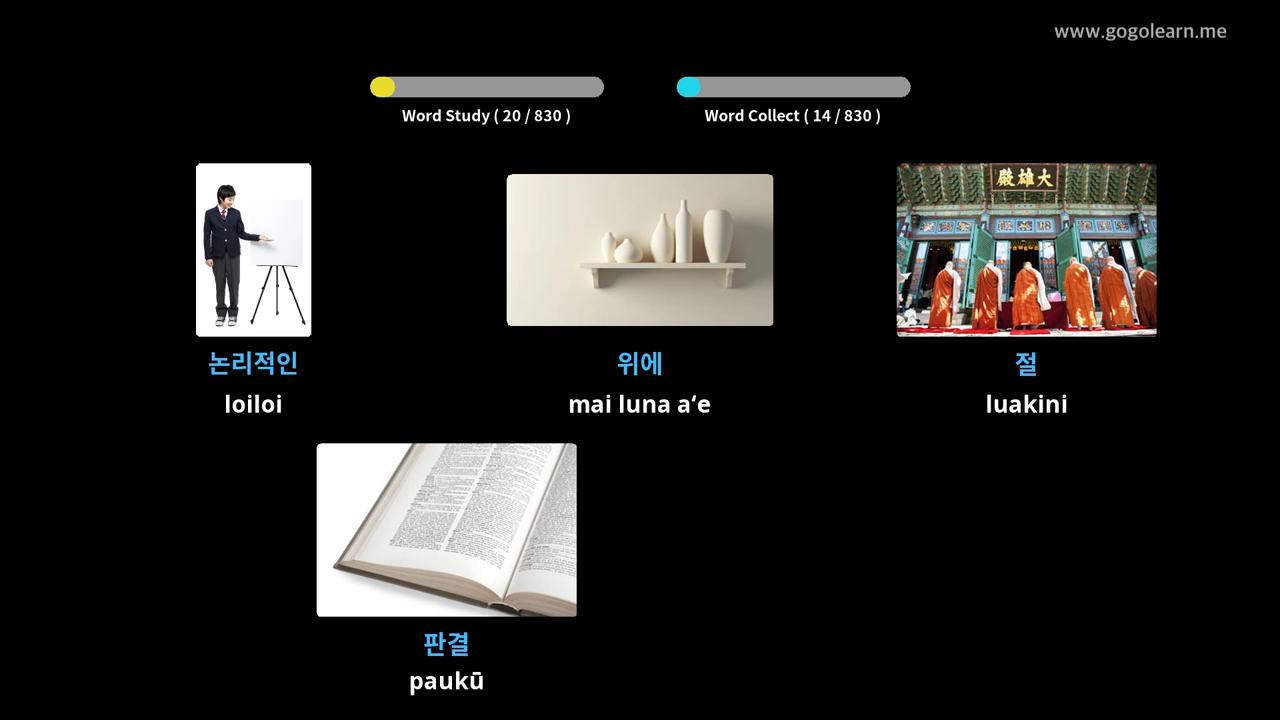 www.gogolearn.me
Word Study ( 20 / 830 )
Word Collect ( 14 / 830 )
大雄殿
논리적인
loiloi
위에
mai luna aʻe
절
luakini
판결
paukū